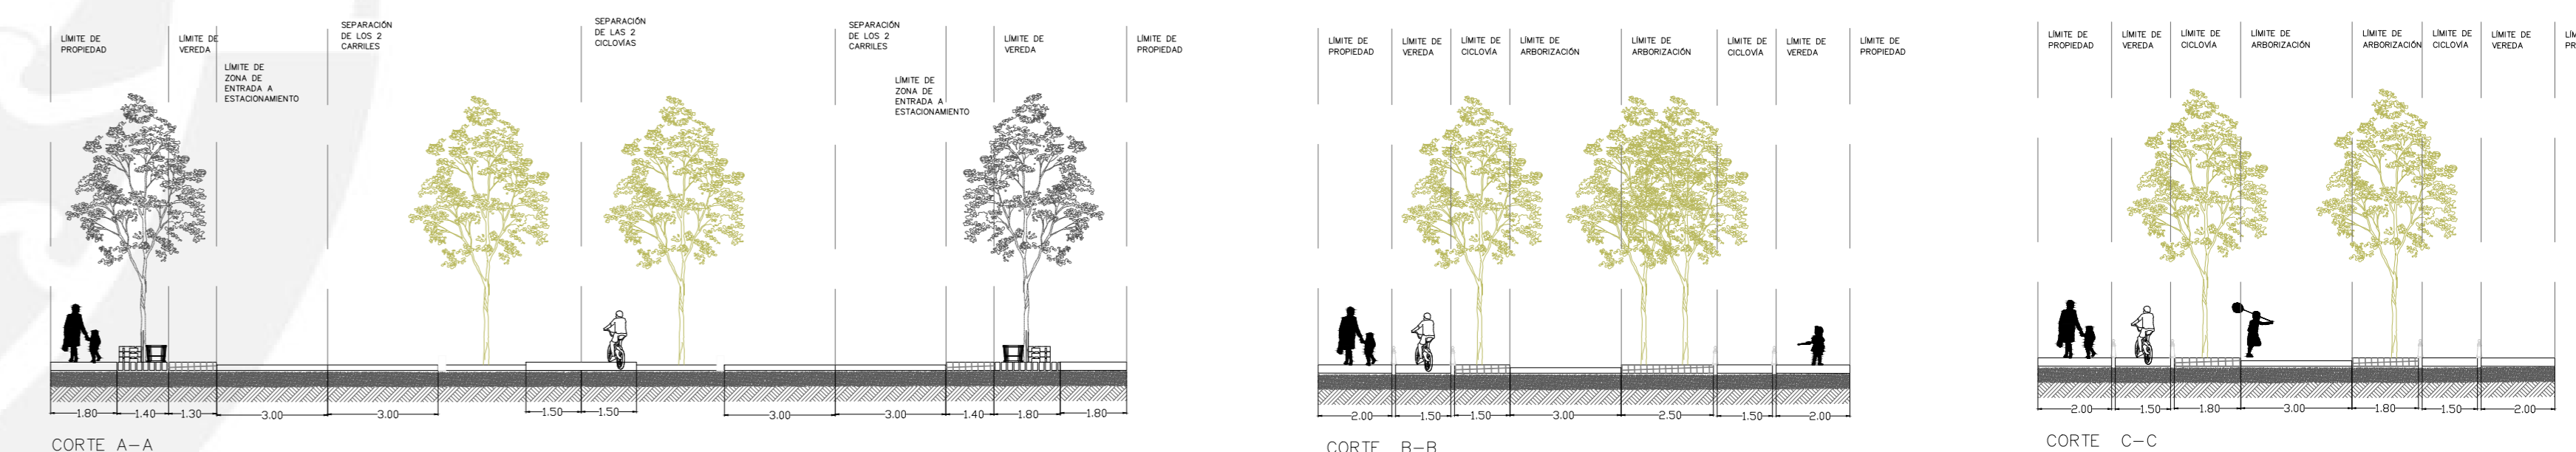 LÍMITE DE
PROPIEDAD
LÍMITE DE
VEREDA
LÍMITE DE
ZONA DE
ENTRADA A
ESTACIONAMIENTO
SEPARACIÓN
DE LOS 2
CARRILES
SEPARACIÓN
DE LAS 2
CICLOVÍAS
SEPARACIÓN
DE LOS 2
CARRILES
LÍMITE DE
ZONA DE
ENTRADA A
ESTACIONAMIENTO
LÍMITE DE
VEREDA
LÍMITE DE
PROPIEDAD
1.80 1.40 1.30 3.00 3.00 1.50 1.50 3.00 3.00 1.40 1.80 1.80
CORTE A-A
LÍMITE DE
PROPIEDAD
LÍMITE DE
VEREDA
LÍMITE DE
CICLOVÍA
LÍMITE DE
ARBORIZACIÓN
LÍMITE DE
ARBORIZACIÓN
LÍMITE DE
CICLOVÍA
LÍMITE DE
VEREDA
LÍMITE DE
PROPIEDAD
2.00 1.50 1.50 3.00 2.50 1.50 2.00
CORTE B-B
LÍMITE DE
PROPIEDAD
LÍMITE DE
VEREDA
LÍMITE DE
CICLOVÍA
LÍMITE DE
ARBORIZACIÓN
LÍMITE DE
ARBORIZACIÓN
LÍMITE DE
CICLOVÍA
LÍMITE DE
VEREDA
2.00 1.50 1.80 3.00 1.80 1.50 2.00
CORTE C-C